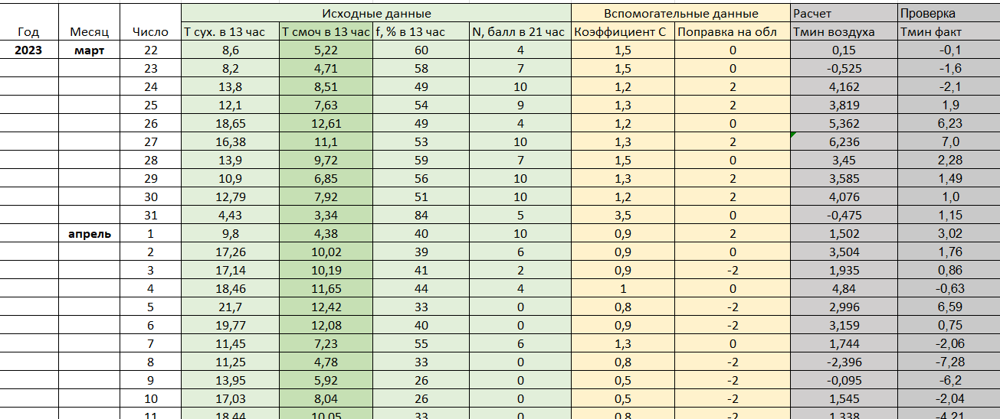 Исходные данные Вспомогательные данные Расчет Проверка
Год Месяц Число Т сух. в 13 час Т смоч в 13 час f, % в 13 час N, балл в 21 час Коэффициент С Поправка на обл Тмин воздуха Тмин факт
2023 март 22 8,6 5,22 60 4 1,5 0 0,15 -0,1
23 8,2 4,71 58 7 1,5 0 -0,525 -1,6
24 13,8 8,51 49 10 1,2 2 4,162 -2,1
25 12,1 7,63 54 9 1,3 2 3,819 1,9
26 18,65 12,61 49 4 1,2 0 5,362 6,23
27 16,38 11,1 53 10 1,3 2 6,236 7,0
28 13,9 9,72 59 7 1,5 0 3,45 2,28
29 10,9 6,85 56 10 1,3 2 3,585 1,49
30 12,79 7,92 51 10 1,2 2 4,076 1,0
31 4,43 3,34 84 5 3,5 0 -0,475 1,15
апрель 1 9,8 4,38 40 10 0,9 2 1,502 3,02
2 17,26 10,02 39 6 0,9 0 3,504 1,76
3 17,14 10,19 41 2 0,9 -2 1,935 0,86
4 18,46 11,65 44 4 1 0 4,84 -0,63
5 21,7 12,42 33 0 0,8 -2 2,996 6,59
6 19,77 12,08 40 0 0,9 -2 3,159 0,75
7 11,45 7,23 55 6 1,3 0 1,744 -2,06
8 11,25 4,78 33 0 0,8 -2 -2,396 -7,28
9 13,95 5,92 26 0 0,5 -2 -0,095 -6,2
10 17,03 8,04 26 0 0,5 -2 1,545 -2,04
11 18,44 10,05 33 0 0,8 -2 1,338 -4,21